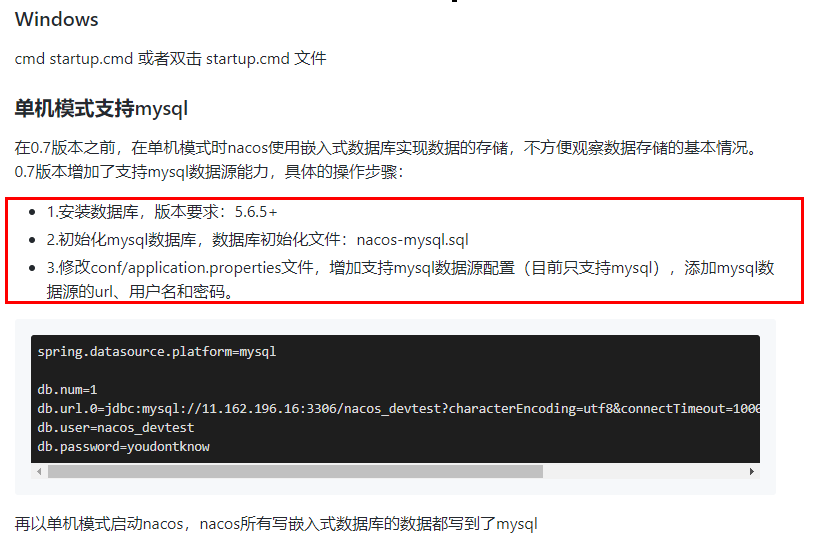 Windows
cmd startup.cmd 或者双击 startup.cmd 文件
单机模式支持mysql
在0.7版本之前，在单机模式时nacos使用嵌入式数据库实现数据的存储，不方便观察数据存储的基本情况。
0.7版本增加了支持mysql数据源能力，具体的操作步骤：
1.安装数据库，版本要求：5.6.5+
2.初始化mysql数据库，数据库初始化文件：nacos-mysql.sql
3.修改conf/application.properties文件，增加支持mysql数据源配置（目前只支持mysql），添加mysql数
据源的url、用户名和密码。
spring.datasource.platform=mysql
db.num=1
db.url.0=jdbc:mysql://11.162.196.16:3306/nacos_devtest?characterEncoding=utf8&connectTimeout=1000
db.user=nacos_devtest
db.password=youdontknow
再以单机模式启动nacos，nacos所有写嵌入式数据库的数据都写到了mysql